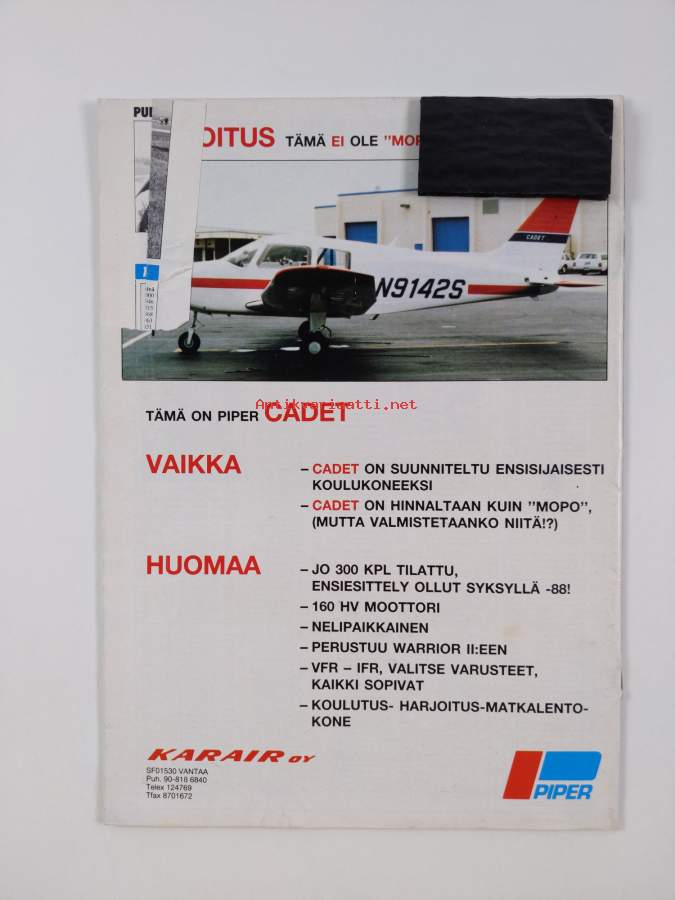 PUI
OITUS TÄMÄ EI OLE "MOP
CADET
N9142S
1
TÄMÄ ON PIPER CADET
Antikvariaatti.net
VAIKKA – CADET ON SUUNNITELTU ENSISIJAISESTI
KOULUKONEEKSI
– CADET ON HINNALTAAN KUIN "MOPO",
(MUTTA VALMISTETAANKO NIITÄ!?)
HUOMAA – JO 300 KPL TILATTU,
ENSIESITTELY OLLUT SYKSYLLÄ -88!
– 160 HV MOOTTORI
– NELIPAIKKAINEN
– PERUSTUU WARRIOR II:EEN
– VFR – IFR, VALITSE VARUSTEET,
KAIKKI SOPIVAT
– KOULUTUS- HARJOITUS-MATKALENTO-
KONE
KARAIR OY
SF01530 VANTAA
Puh. 90-818 6840
Telex 124769
Tfax 8701672
PIPER